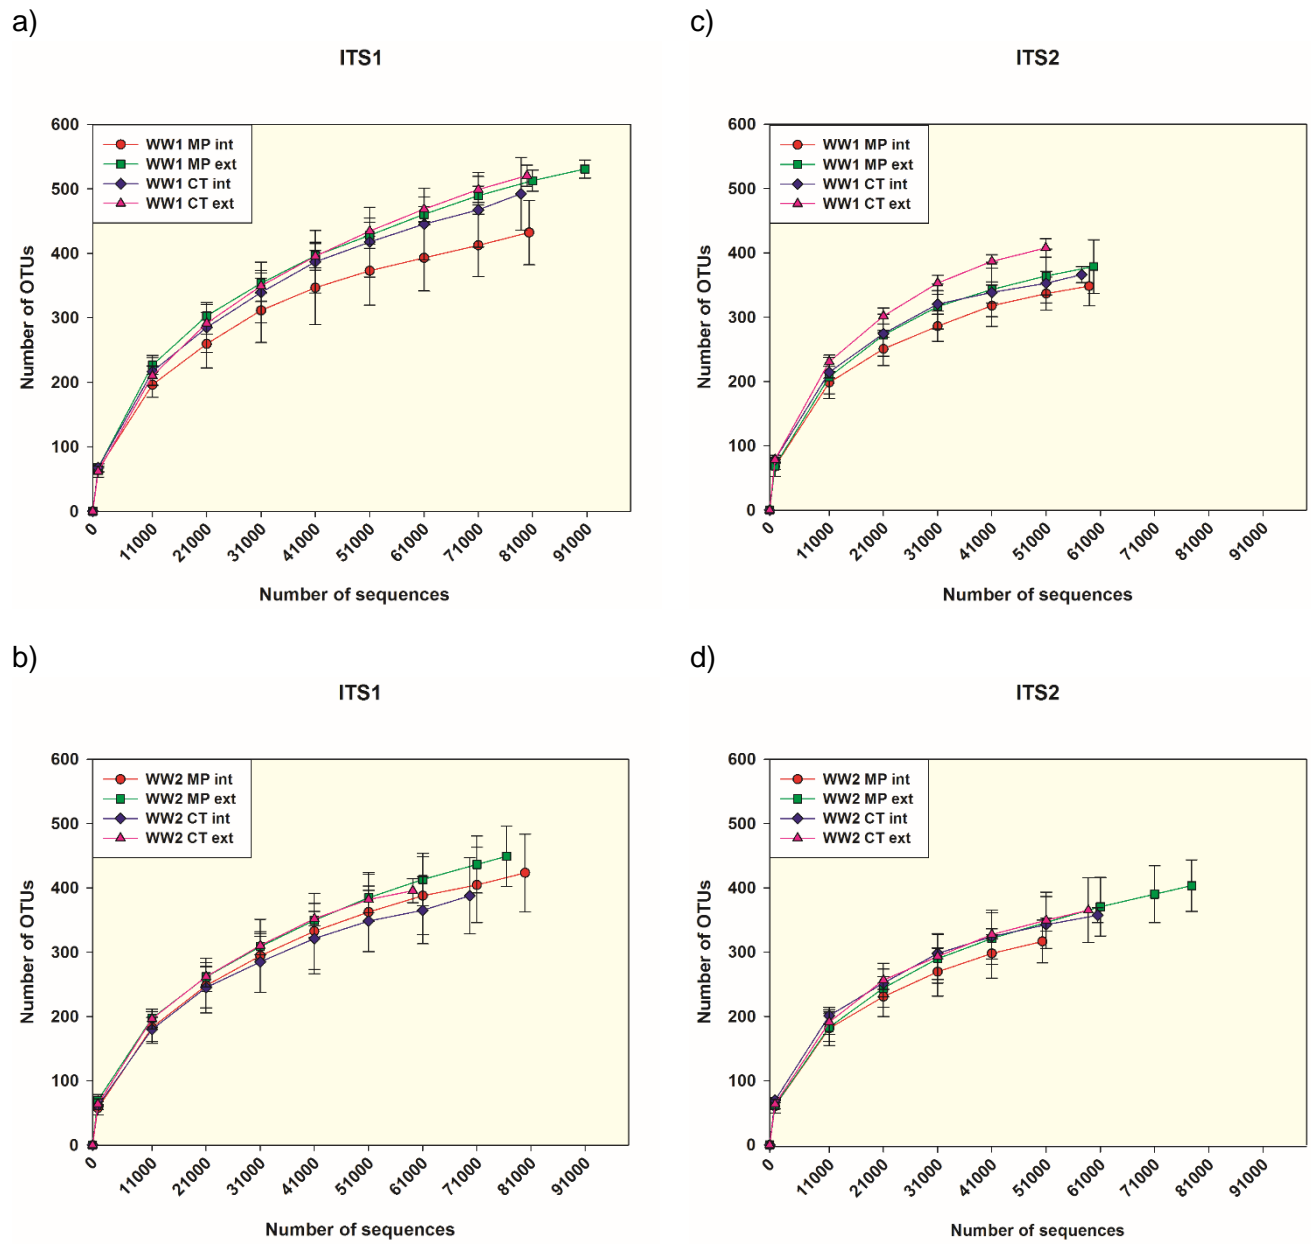 a)
ITS1
Number of OTUs
600
500
400
300
200
100
0
WW1 MP int
WW1 MP ext
WW1 CT int
WW1 CT ext
0
11000
21000
31000
41000
51000
61000
71000
81000
91000
Number of sequences
c)
ITS2
Number of OTUs
600
500
400
300
200
100
0
WW1 MP int
WW1 MP ext
WW1 CT int
WW1 CT ext
0
11000
21000
31000
41000
51000
61000
71000
81000
91000
Number of sequences
b)
ITS1
Number of OTUs
600
500
400
300
200
100
0
WW2 MP int
WW2 MP ext
WW2 CT int
WW2 CT ext
0
11000
21000
31000
41000
51000
61000
71000
81000
91000
Number of sequences
d)
ITS2
Number of OTUs
600
500
400
300
200
100
0
WW2 MP int
WW2 MP ext
WW2 CT int
WW2 CT ext
0
11000
21000
31000
41000
51000
61000
71000
81000
91000
Number of sequences